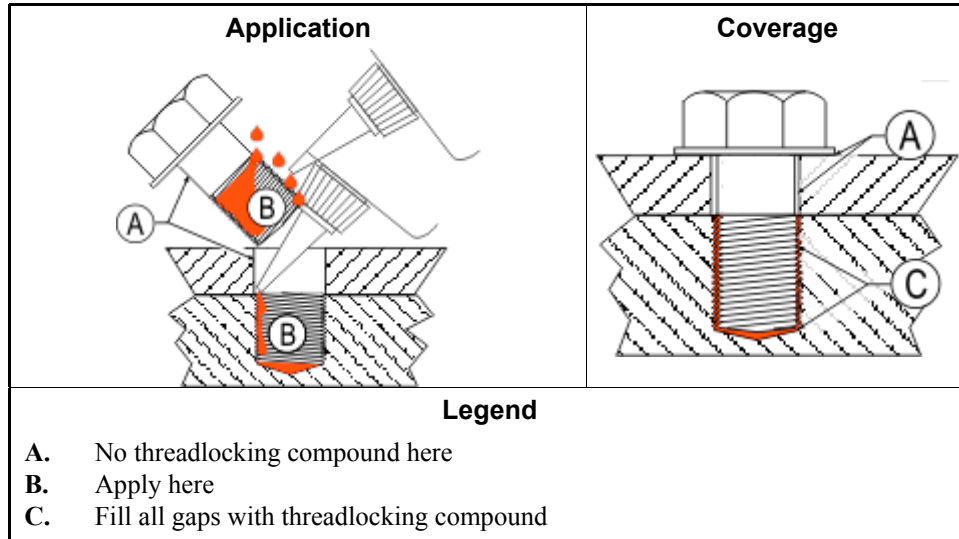 Application
Coverage
A
B
B
A
C
Legend
A. No threadlocking compound here
B. Apply here
C. Fill all gaps with threadlocking compound